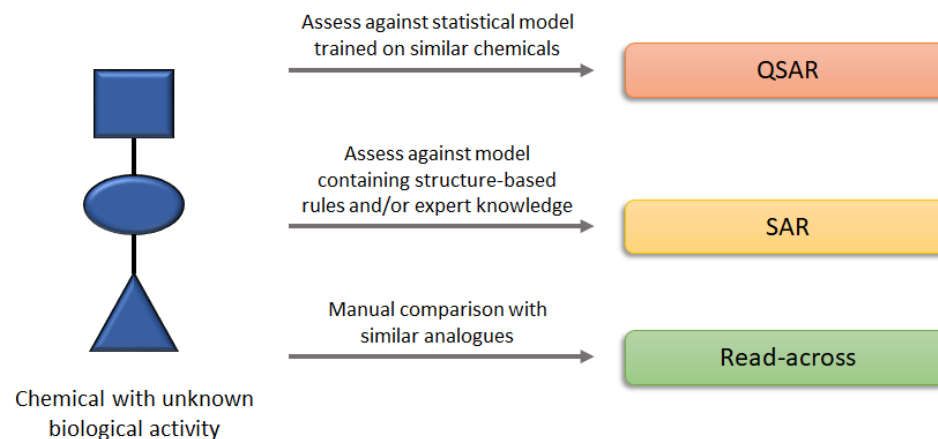 Assess against statistical model
trained on similar chemicals
QSAR
Assess against model
containing structure-based
rules and/or expert knowledge
SAR
Manual comparison with
similar analogues
Read-across
Chemical with unknown
biological activity